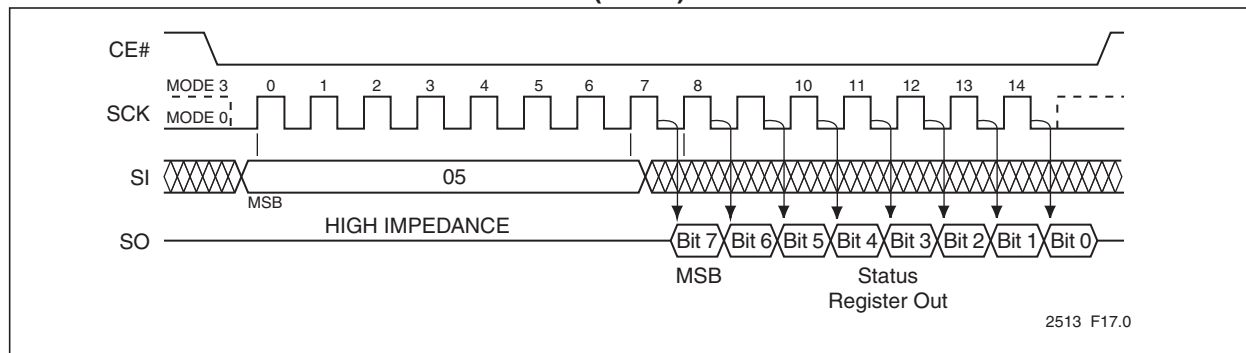 CE#
MODE 3 0 1 2 3 4 5 6 7 8 10 11 12 13 14
SCK MODE 0
SI 05
MSB
HIGH IMPEDANCE
SO Bit 7 Bit 6 Bit 5 Bit 4 Bit 3 Bit 2 Bit 1 Bit 0
MSB Status
Register Out
2513 F17.0